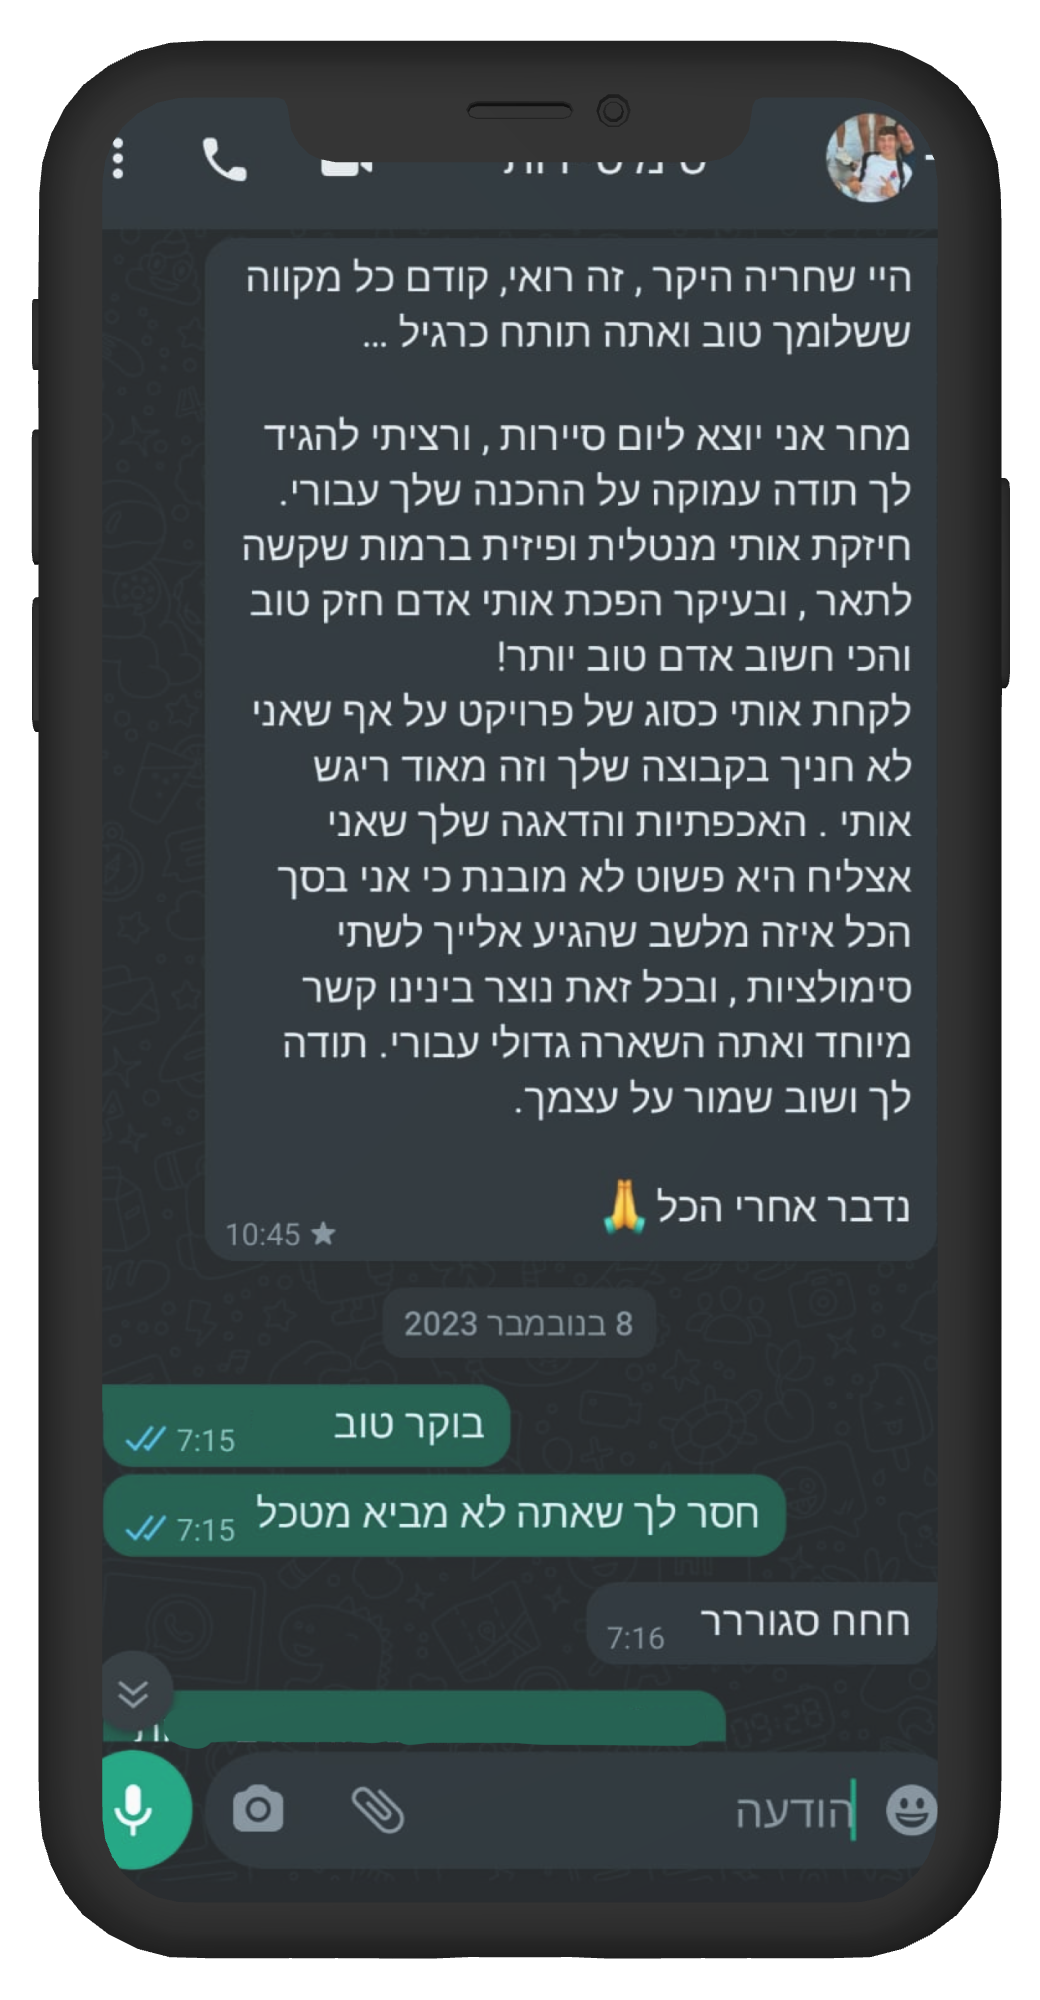 היי שחריה היקר , זה רואי, קודם כל מקווה
ששלומך טוב ואתה תותח כרגיל ...
מחר אני יוצא ליום סיירות , ורציתי להגיד
לך תודה עמוקה על ההכנה שלך עבורי.
חיזקת אותי מנטלית ופיזית ברמות שקשה
לתאר , ובעיקר הפכת אותי אדם חזק טוב
והכי חשוב אדם טוב יותר!
לקחת אותי כסוג של פרויקט על אף שאני
לא חניך בקבוצה שלך וזה מאוד ריגש
אותי . האכפתיות והדאגה שלך שאני
אצליח היא פשוט לא מובנת כי אני בסך
הכל איזה מלשב שהגיע אלייך לשתי
סימולציות , ובכל זאת נוצר בינינו קשר
מיוחד ואתה השארה גדולי עבורי. תודה
לך ושוב שמור על עצמך.
נדבר אחרי הכל🙏
10:45
8 בנובמבר 2023
בוקר טוב
7:15
חסר לך שאתה לא מביא מטכל
7:15
חחח סגוררר
7:16
הודעה